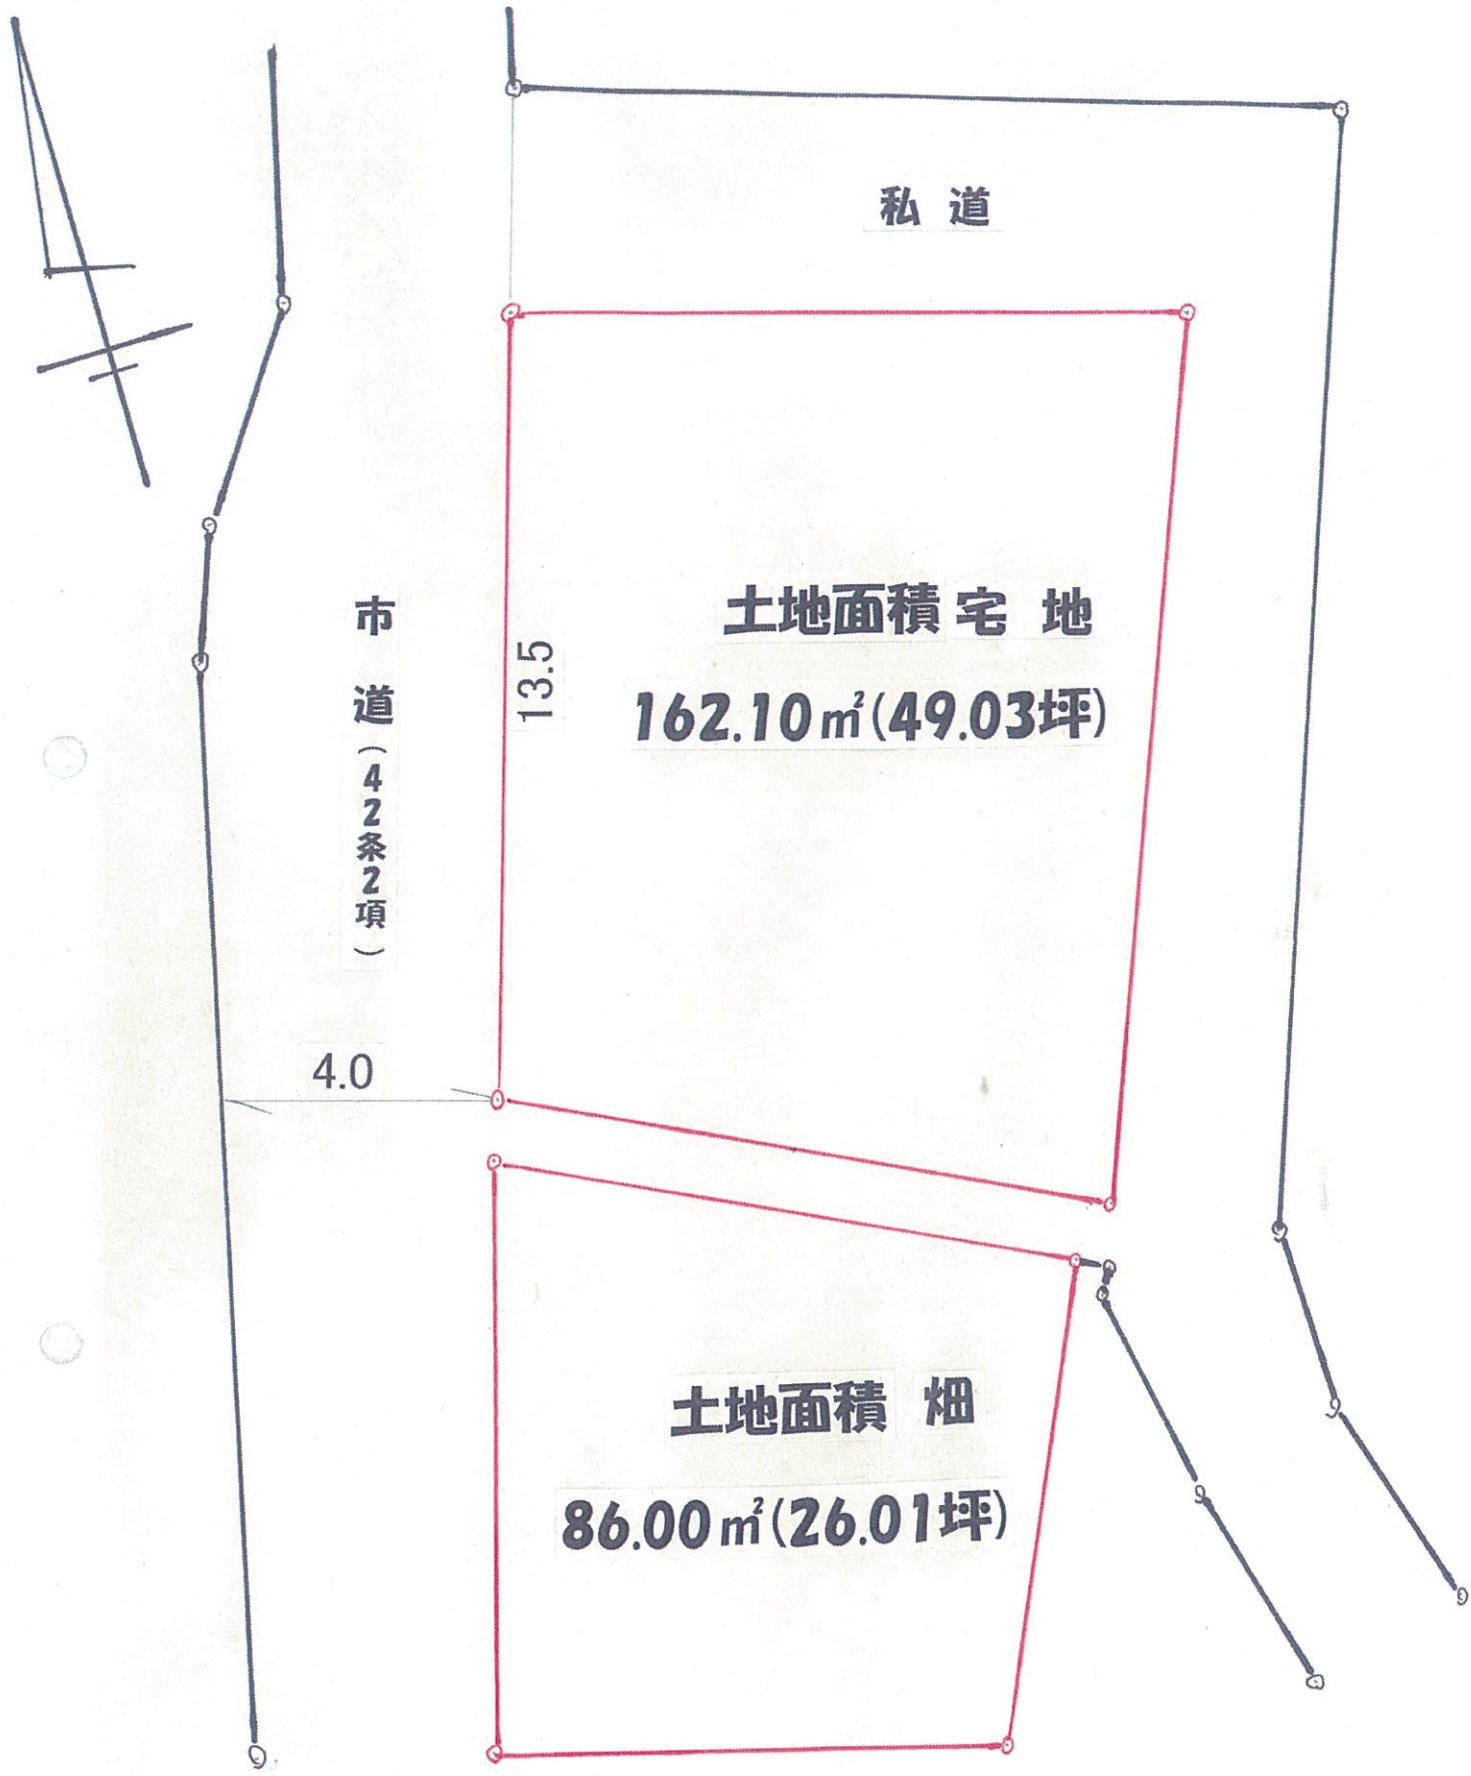 私道
土地面積 宅地
162.10㎡(49.03坪)
13.5
市道(42条2項)
4.0
土地面積 畑
86.00㎡(26.01坪)